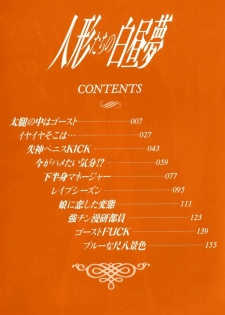 人形たちの白昼夢
CONTENTS
太腿の中はゴースト 007
イヤイヤそこは… 027
失神ペニスKICK 043
今がハメたい気分!? 059
下半身マネージャー 077
レイプシーズン 095
娘に恋した変態 111
強チン漫研部員 123
ゴーストFUCK 139
ブルーな尺八景色 155